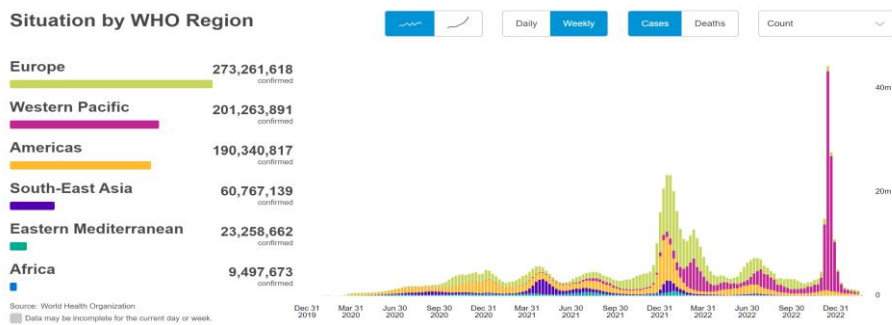 Situation by WHO Region
Daily Weekly Cases Deaths Count
Europe 273,261,618
confirmed
Western Pacific 201,263,891
confirmed
Americas 190,340,817
confirmed
South-East Asia 60,767,139
confirmed
Eastern Mediterranean 23,258,662
confirmed
Africa 9,497,673
confirmed
40m
20m
0
Dec 31 Mar 31 Jun 30 Sep 30 Dec 31 Mar 31 Jun 30 Sep 30 Dec 31 Mar 31 Jun 30 Sep 30 Dec 31
2019 2020 2020 2020 2020 2021 2021 2021 2021 2022 2022 2022 2022
Source: World Health Organization
Data may be incomplete for the current day or week.